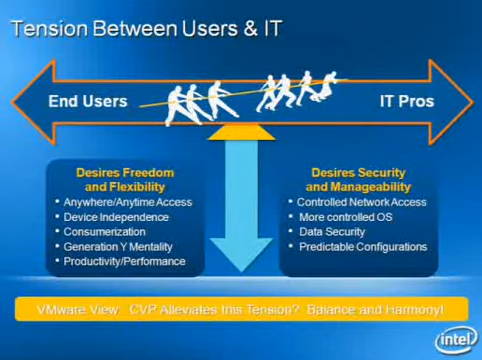 Tension Between Users & IT
End Users
IT Pros
Desires Freedom
and Flexibility
• Anywhere/Anytime Access
• Device Independence
• Consumerization
• Generation Y Mentality
• Productivity/Performance
Desires Security
and Manageability
• Controlled Network Access
• More controlled OS
• Data Security
• Predictable Configurations
VMware View: CVP Alleviates this Tension? Balance and Harmony!
intel